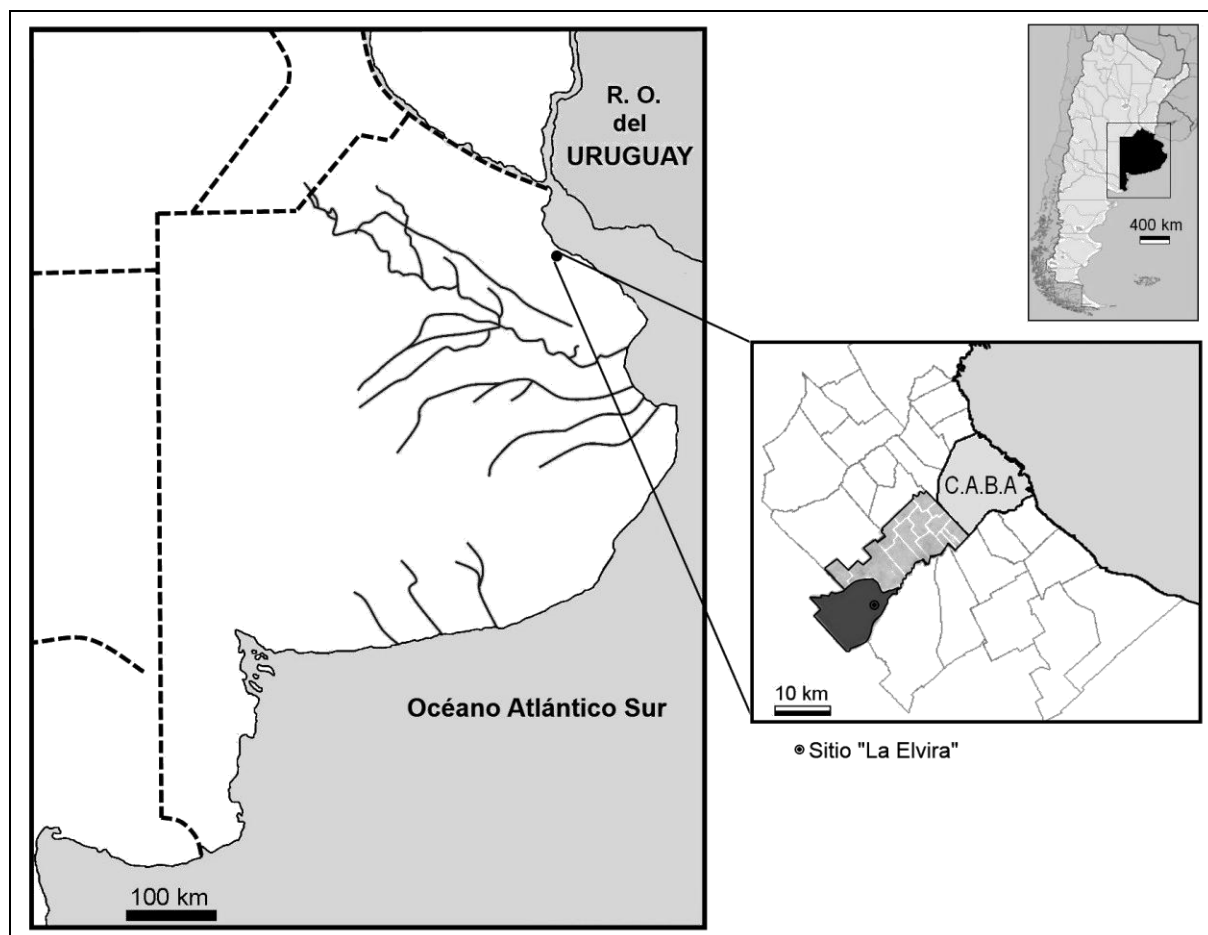 R. O.
del
URUGUAY
Océano Atlántico Sur
100 km
400 km
C.A.B.A
10 km
Sitio "La Elvira"